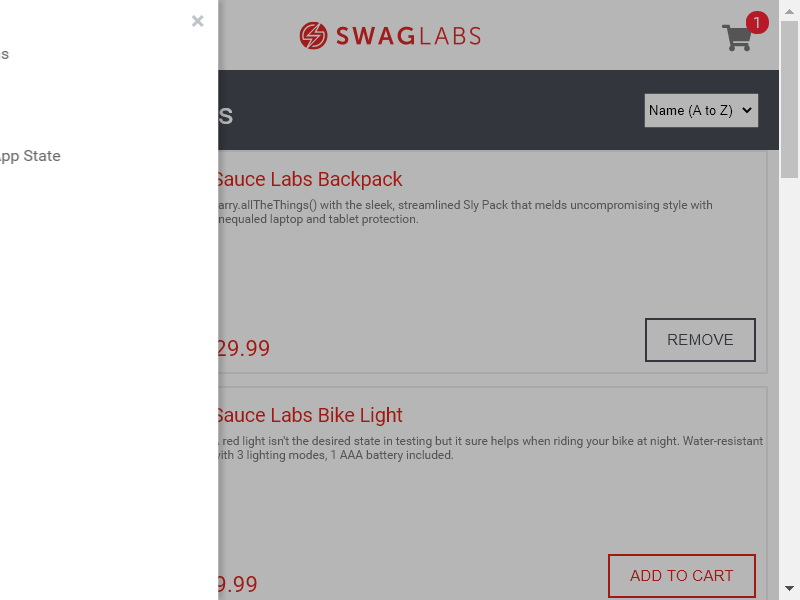 ×
SWAGLABS
1
s
s
Name (A to Z)
App State
Sauce Labs Backpack
arry.allTheThings() with the sleek, streamlined Sly Pack that melds uncompromising style with
nequaled laptop and tablet protection.
29.99
REMOVE
Sauce Labs Bike Light
red light isn't the desired state in testing but it sure helps when riding your bike at night. Water-resistant
with 3 lighting modes, 1 AAA battery included.
9.99
ADD TO CART